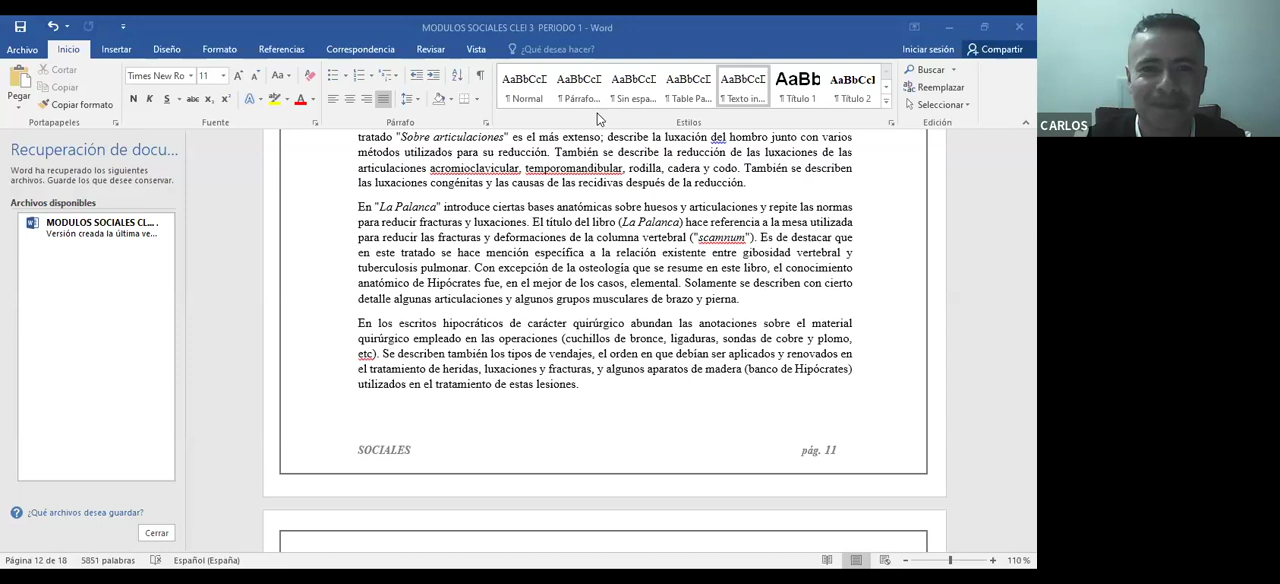 MODULOS SOCIALES CLEI 3 PERIODO 1 - Word
Archivo Inicio Insertar Diseño Formato Referencias Correspondencia Revisar Vista ¿Qué desea hacer? Iniciar sesión Compartir
Pegar
Cortar
Copiar
Copiar formato
Portapapeles
Times New Ro 11
N K S abc x₂ x²
Fuente
Párrafo
AaBbCcI AaBbCcI AaBbCcI AaBbCcI AaBbCcI AaBb AaBbCcI
¶ Normal ¶ Párrafo... ¶ Sin espa... ¶ Table Pa... ¶ Texto in... ¶ Título 1 ¶ Título 2
Estilos
Buscar
Reemplazar
Seleccionar
Edición
CARLOS
Recuperación de docu...
Word ha recuperado los siguientes
archivos. Guarde los que desee conservar.
Archivos disponibles
MODULOS SOCIALES CL....
Versión creada la última ve...
¿Qué archivos desea guardar?
Cerrar
tratado "Sobre articulaciones" es el más extenso; describe la luxación del hombro junto con varios
métodos utilizados para su reducción. También se describe la reducción de las luxaciones de las
articulaciones acromioclavicular, temporomandibular, rodilla, cadera y codo. También se describen
las luxaciones congénitas y las causas de las recidivas después de la reducción.
En "La Palanca" introduce ciertas bases anatómicas sobre huesos y articulaciones y repite las normas
para reducir fracturas y luxaciones. El título del libro (La Palanca) hace referencia a la mesa utilizada
para reducir las fracturas y deformaciones de la columna vertebral ("scamnum"). Es de destacar que
en este tratado se hace mención específica a la relación existente entre gibosidad vertebral y
tuberculosis pulmonar. Con excepción de la osteología que se resume en este libro, el conocimiento
anatómico de Hipócrates fue, en el mejor de los casos, elemental. Solamente se describen con cierto
detalle algunas articulaciones y algunos grupos musculares de brazo y pierna.
En los escritos hipocráticos de carácter quirúrgico abundan las anotaciones sobre el material
quirúrgico empleado en las operaciones (cuchillos de bronce, ligaduras, sondas de cobre y plomo,
etc). Se describen también los tipos de vendajes, el orden en que debían ser aplicados y renovados en
el tratamiento de heridas, luxaciones y fracturas, y algunos aparatos de madera (banco de Hipócrates)
utilizados en el tratamiento de estas lesiones.
SOCIALES pág. 11
Página 12 de 18 5851 palabras Español (España) 110 %